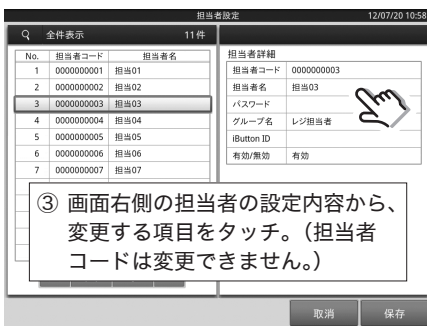 担当者設定
12/07/20 10:58
全件表示 11件
No. 担当者コード 担当者名
1 0000000001 担当01
2 0000000002 担当02
3 0000000003 担当03
4 0000000004 担当04
5 0000000005 担当05
6 0000000006 担当06
7 0000000007 担当07
担当者詳細
担当者コード 0000000003
担当者名 担当03
パスワード
グループ名 レジ担当者
iButton ID
有効/無効 有効
③ 画面右側の担当者の設定内容から、
変更する項目をタッチ。（担当者
コードは変更できません。）
取消 保存